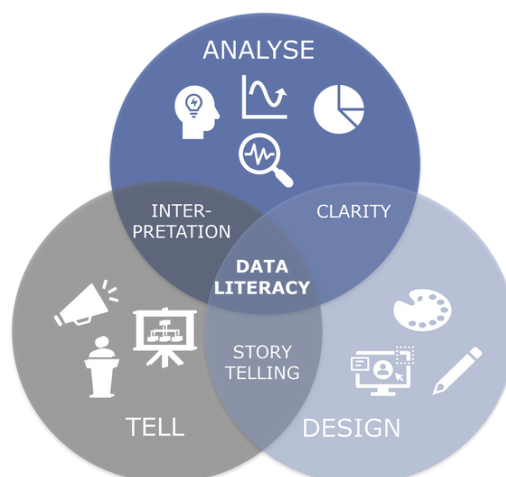 ANALYSE
INTER-
PRETATION
CLARITY
DATA
LITERACY
STORY
TELLING
TELL
DESIGN